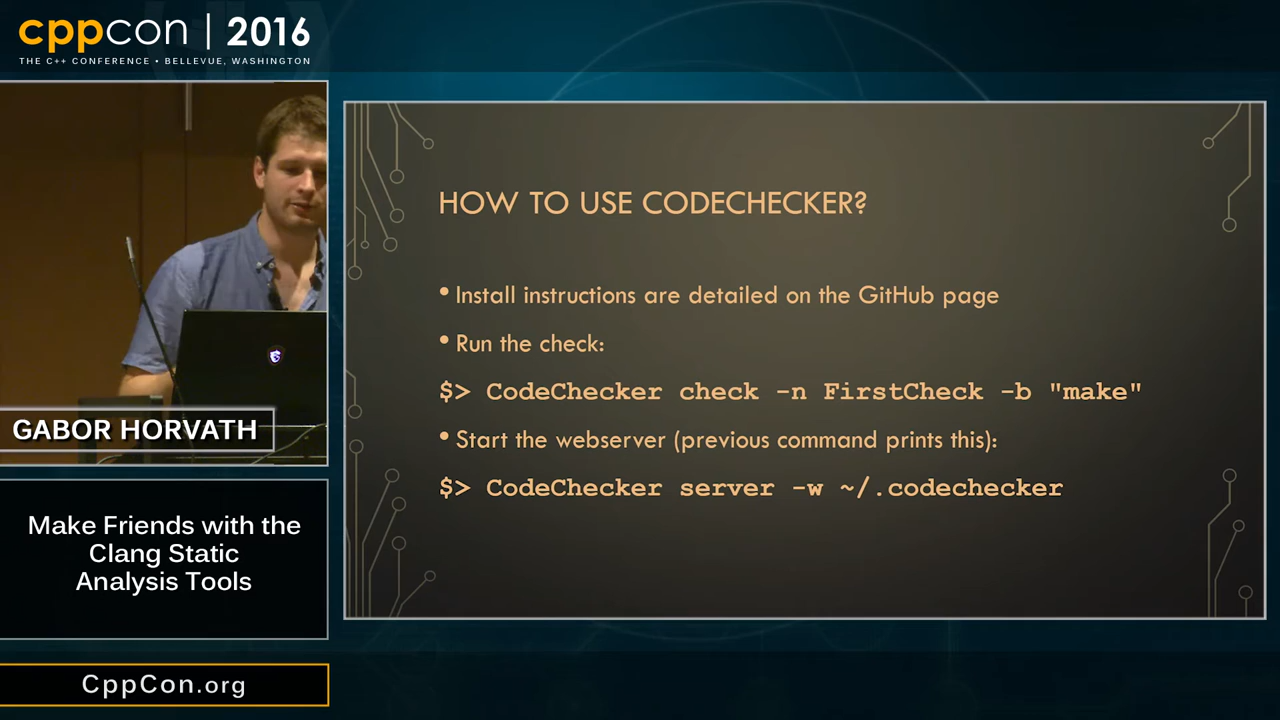 cppcon | 2016
THE C++ CONFERENCE • BELLEVUE, WASHINGTON
HOW TO USE CODECHECKER?
• Install instructions are detailed on the GitHub page
• Run the check:
$> CodeChecker check -n FirstCheck -b "make"
• Start the webserver (previous command prints this):
$> CodeChecker server -w ~/.codechecker
GABOR HORVATH
Make Friends with the
Clang Static
Analysis Tools
CppCon.org